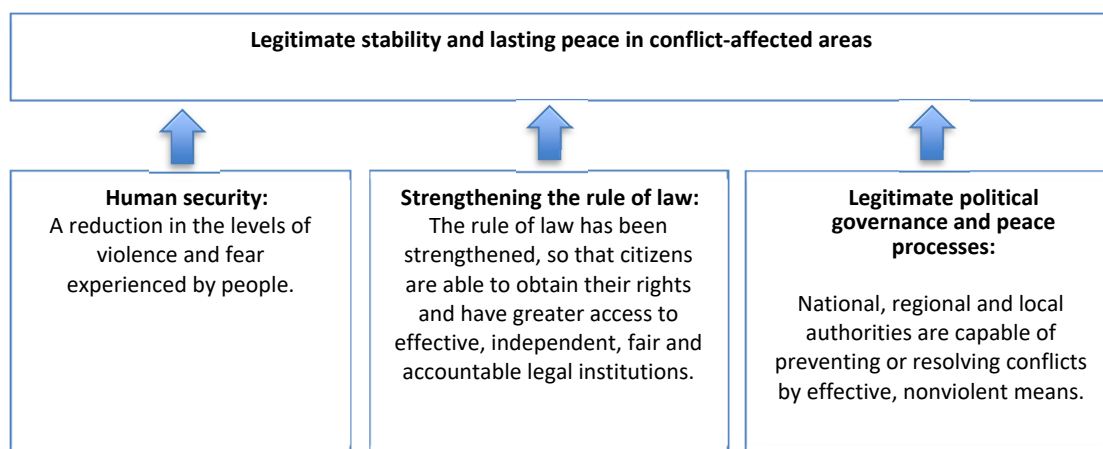 Legitimate stability and lasting peace in conflict-affected areas
Human security:
A reduction in the levels of
violence and fear
experienced by people.
Strengthening the rule of law:
The rule of law has been
strengthened, so that citizens
are able to obtain their rights
and have greater access to
effective, independent, fair and
accountable legal institutions.
Legitimate political
governance and peace
processes:
National, regional and local
authorities are capable of
preventing or resolving conflicts
by effective, nonviolent means.